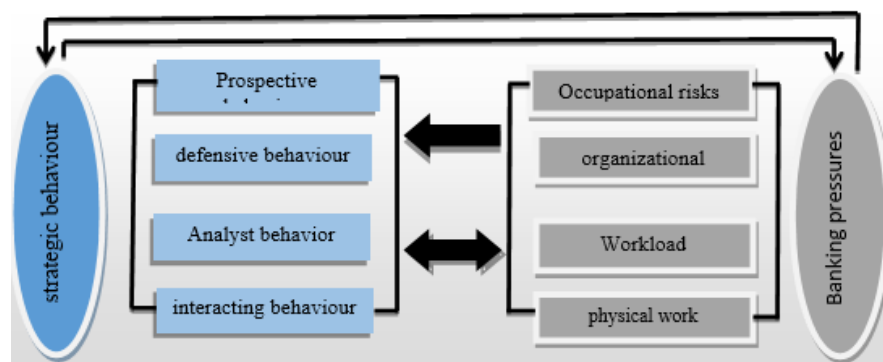 strategic behaviour
Prospective
defensive behaviour
Analyst behavior
interacting behaviour
Occupational risks
organizational
Workload
physical work
Banking pressures